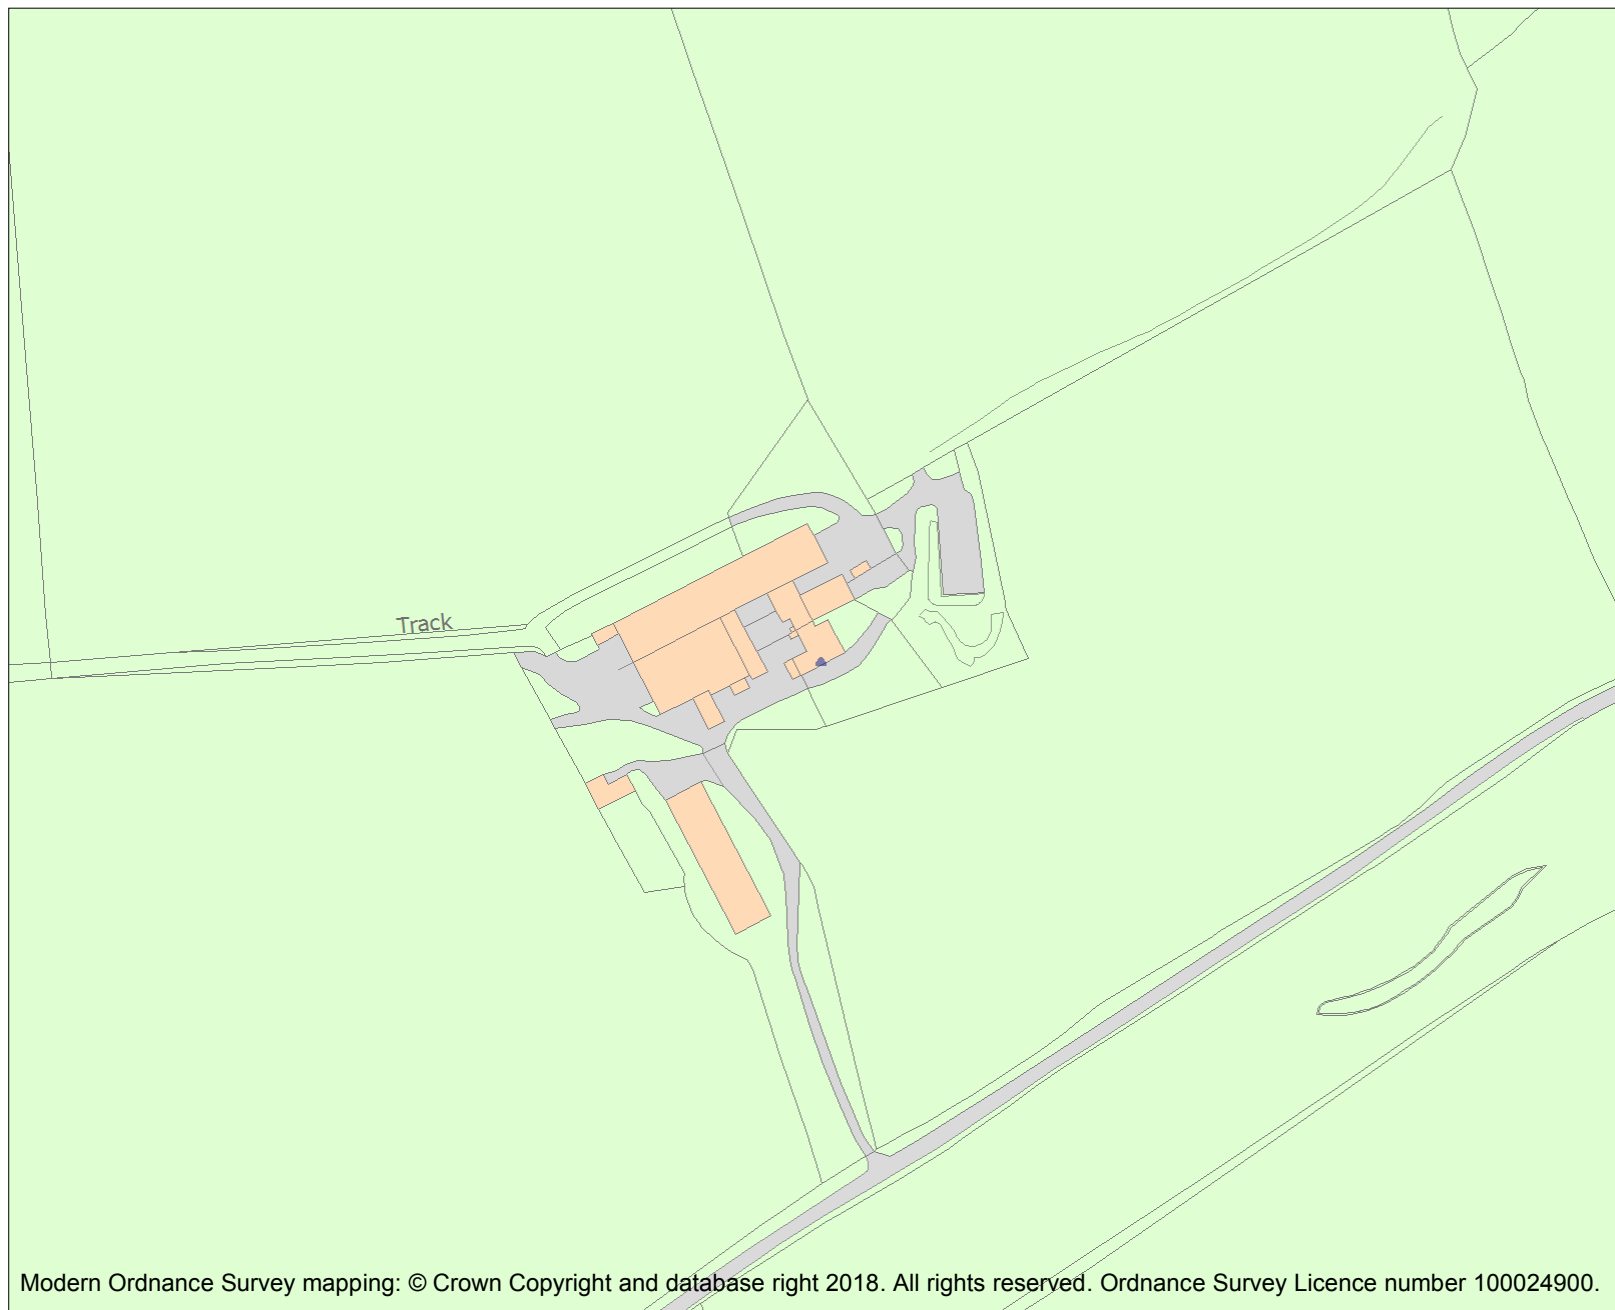 Track
Modern Ordnance Survey mapping: © Crown Copyright and database right 2018. All rights reserved. Ordnance Survey Licence number 100024900.